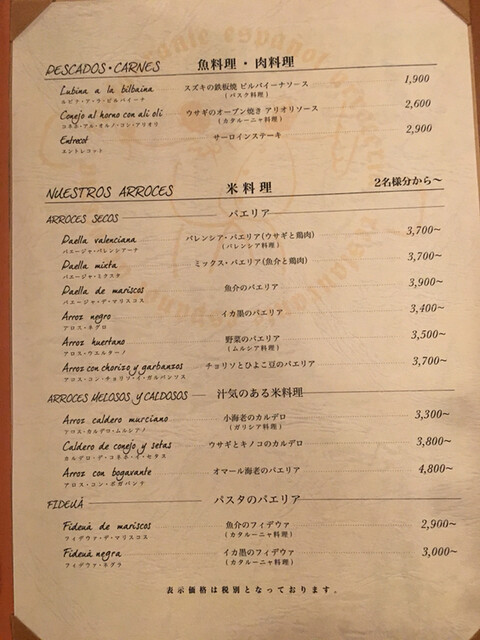 PESCADOS・CARNES 魚料理・肉料理
Lubina a la bilbaina スズキの鉄板焼 ビルバイーナソース 1,900
ルビナ・ア・ラ・ビルバイーナ (バスク料理)
Conejo al horno con ali oli ウサギのオーブン焼き アリオリソース 2,600
コネホ・アル・オルノ・コン・アリオリ (カタルーニャ料理)
Entrecot サーロインステーキ 2,900
エントレコット
NUESTROS ARROCES 米料理 2名様分から〜
ARROCES SECOS パエリア
Paella valenciana バレンシア・パエリア(ウサギと鶏肉) 3,700~
パエージャ・バレンシアーナ (バレンシア料理)
Paella mixta ミックス・パエリア(魚介と鶏肉) 3,700~
パエージャ・ミクスタ
Paella de mariscos 魚介のパエリア 3,900~
パエージャ・デ・マリスコス
Arroz negro イカ墨のパエリア 3,400~
アロス・ネグロ
Arroz huertano 野菜のパエリア 3,500~
アロス・ウエルターノ (ムルシア料理)
Arroz con chorizo y garbanzos チョリソとひよこ豆のパエリア 3,700~
アロス・コン・チョリソ・イ・ガルバンソス
ARROCES MELOSOS Y CALDOSOS 汁気のある米料理
Arroz caldero murciano 小海老のカルデロ 3,300~
アロス・カルデロ・ムルシアノ (ガリシア料理)
Caldero de conejo y setas ウサギとキノコのカルデロ 3,800~
カルデロ・デ・コネホ・イ・セタス
Arroz con bogavante オマール海老のパエリア 4,800~
アロス・コン・ボガバンテ
FIDEUÁ パスタのパエリア
Fideuá de mariscos 魚介のフィデウァ 2,900~
フィデウァ・デ・マリスコス (カタルーニャ料理)
Fideuá negra イカ墨のフィデウァ 3,000~
フィデウァ・ネグラ (カタルーニャ料理)
表示価格は税別となっております。